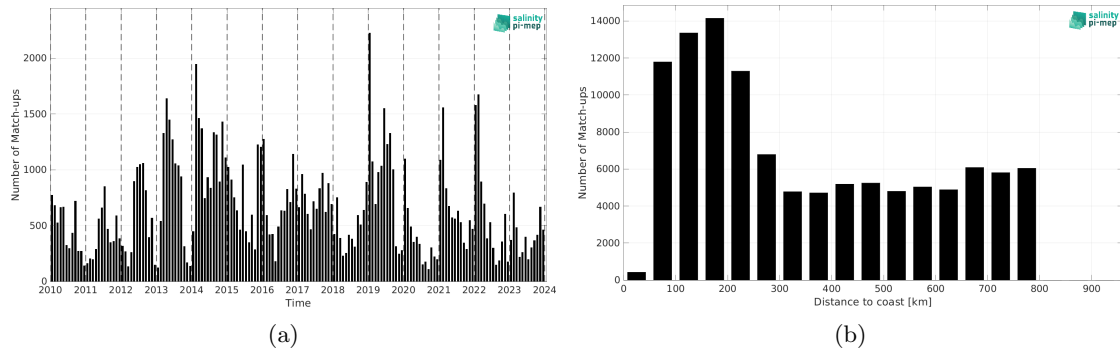 salinity
pi-mep
Number of Match-ups
2000
1500
1000
500
0
2010 2011 2012 2013 2014 2015 2016 2017 2018 2019 2020 2021 2022 2023 2024
Time
(a)
salinity
pi-mep
Number of Match-ups
14000
12000
10000
8000
6000
4000
2000
0
0 100 200 300 400 500 600 700 800 900
Distance to coast [km]
(b)